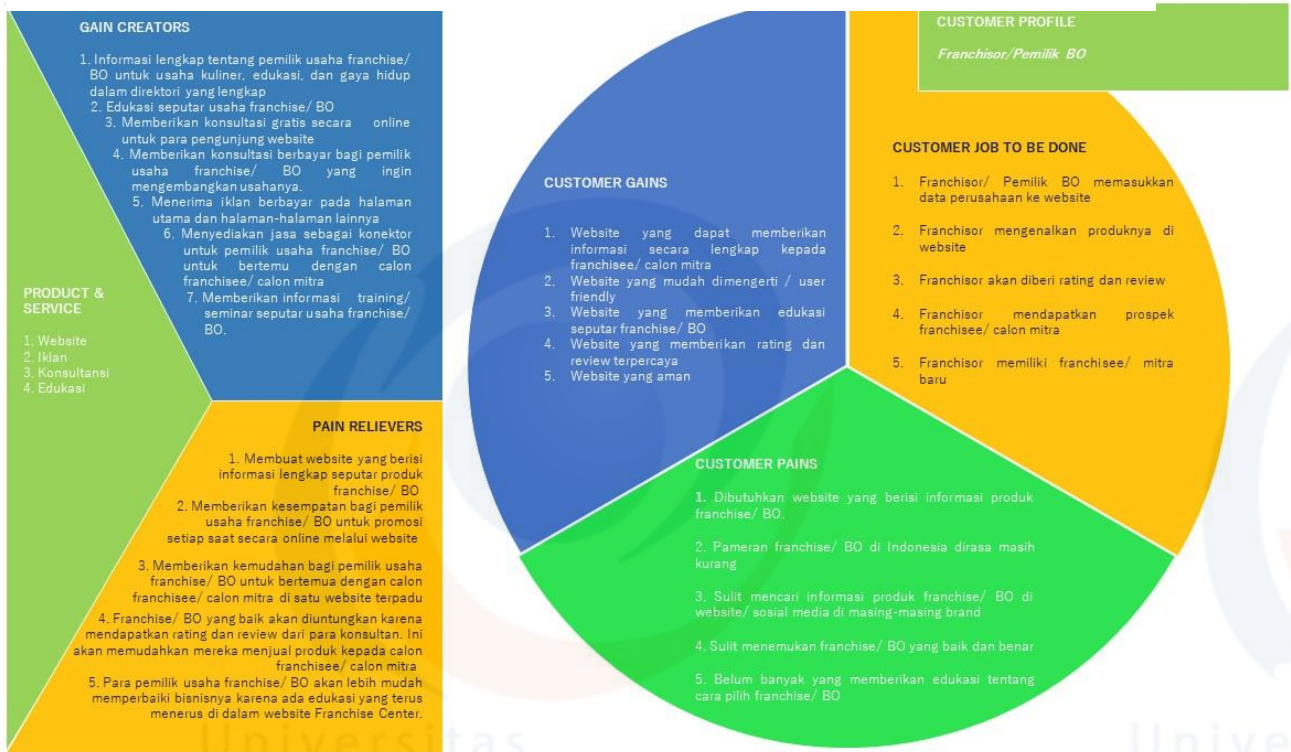 GAIN CREATORS
1. Informasi lengkap tentang pemilik usaha franchise/
BO untuk usaha kuliner, edukasi, dan gaya hidup
dalam direktori yang lengkap
2. Edukasi seputar usaha franchise/ BO
3. Memberikan konsultasi gratis secara online
untuk para pengunjung website
4. Memberikan konsultasi berbayar bagi pemilik
usaha franchise/ BO yang ingin
mengembangkan usahanya.
5. Menerima iklan berbayar pada halaman
utama dan halaman-halaman lainnya
6. Menyediakan jasa sebagai konektor
untuk pemilik usaha franchise/ BO
untuk bertemu dengan calon
franchisee/ calon mitra
7. Memberikan informasi training/
seminar seputar usaha franchise/
BO.
PRODUCT &
SERVICE
1. Website
2. Iklan
3. Konsultansi
4. Edukasi
PAIN RELIEVERS
1. Membuat website yang berisi
informasi lengkap seputar produk
franchise/ BO
2. Memberikan kesempatan bagi pemilik
usaha franchise/ BO untuk promosi
setiap saat secara online melalui website
3. Memberikan kemudahan bagi pemilik usaha
franchise/ BO untuk bertemua dengan calon
franchisee/ calon mitra di satu website terpadu
4. Franchise/ BO yang baik akan diuntungkan karena
mendapatkan rating dan review dari para konsultan. Ini
akan memudahkan mereka menjual produk kepada calon
franchisee/ calon mitra
5. Para pemilik usaha franchise/ BO akan lebih mudah
memperbaiki bisnisnya karena ada edukasi yang terus
menerus di dalam website Franchise Center.
CUSTOMER GAINS
1. Website yang dapat memberikan
informasi secara lengkap kepada
franchisee/ calon mitra
2. Website yang mudah dimengerti / user
friendly
3. Website yang memberikan edukasi
seputar franchise/ BO
4. Website yang memberikan rating dan
review terpercaya
5. Website yang aman
CUSTOMER PROFILE
Franchisor/Pemilik BO
CUSTOMER JOB TO BE DONE
1. Franchisor/ Pemilik BO memasukkan
data perusahaan ke website
2. Franchisor mengenalkan produknya di
website
3. Franchisor akan diberi rating dan review
4. Franchisor mendapatkan prospek
franchisee/ calon mitra
5. Franchisor memiliki franchisee/ mitra
baru
CUSTOMER PAINS
1. Dibutuhkan website yang berisi informasi produk
franchise/ BO.
2. Pameran franchise/ BO di Indonesia dirasa masih
kurang
3. Sulit mencari informasi produk franchise/ BO di
website/ sosial media di masing-masing brand
4. Sulit menemukan franchise/ BO yang baik dan benar
5. Belum banyak yang memberikan edukasi tentang
cara pilih franchise/ BO
Universitas
Unive